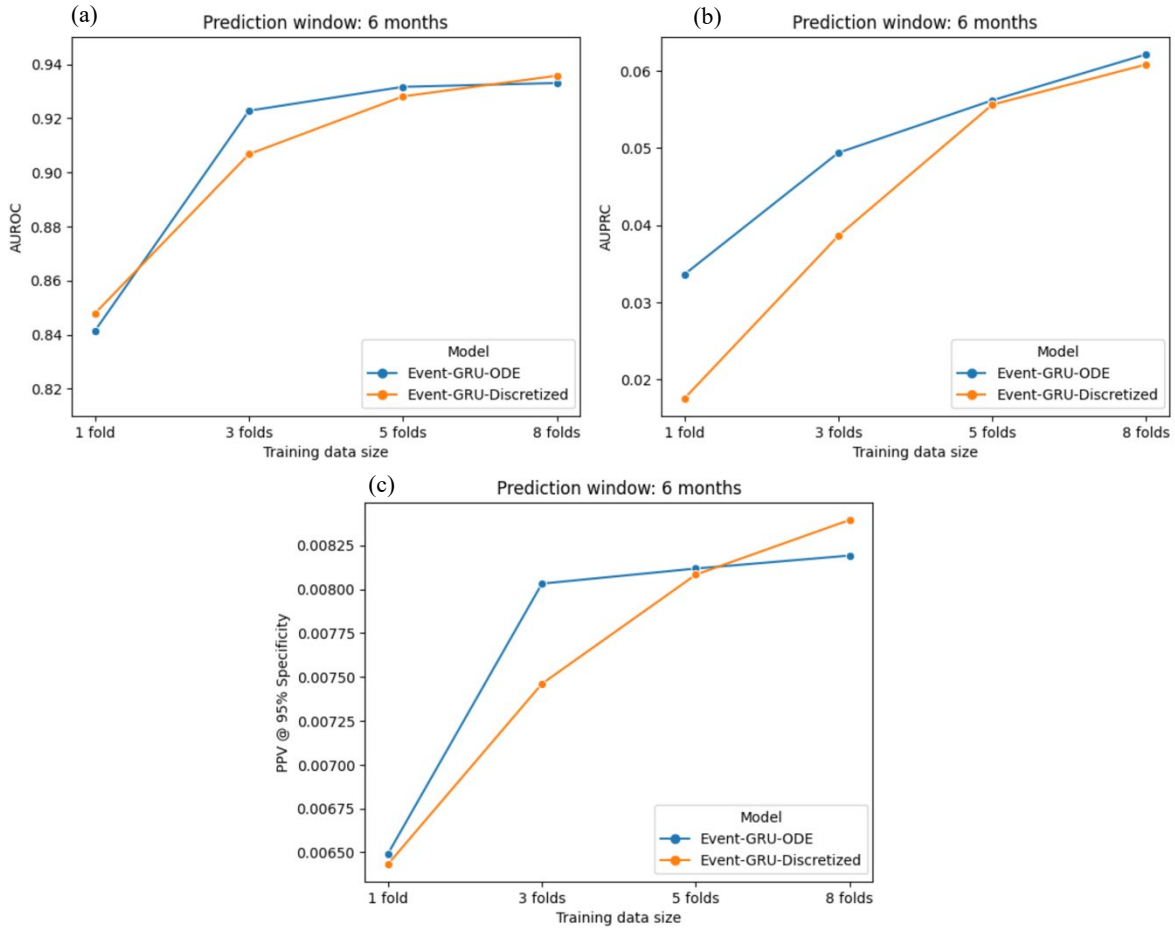 (a)
Prediction window: 6 months
AUROC
0.94
0.92
0.90
0.88
0.86
0.84
0.82
Model
Event-GRU-ODE
Event-GRU-Discretized
1 fold 3 folds 5 folds 8 folds
Training data size
(b)
Prediction window: 6 months
AUPRC
0.06
0.05
0.04
0.03
0.02
Model
Event-GRU-ODE
Event-GRU-Discretized
1 fold 3 folds 5 folds 8 folds
Training data size
(c)
Prediction window: 6 months
PPV @ 95% Specificity
0.00825
0.00800
0.00775
0.00750
0.00725
0.00700
0.00675
0.00650
Model
Event-GRU-ODE
Event-GRU-Discretized
1 fold 3 folds 5 folds 8 folds
Training data size